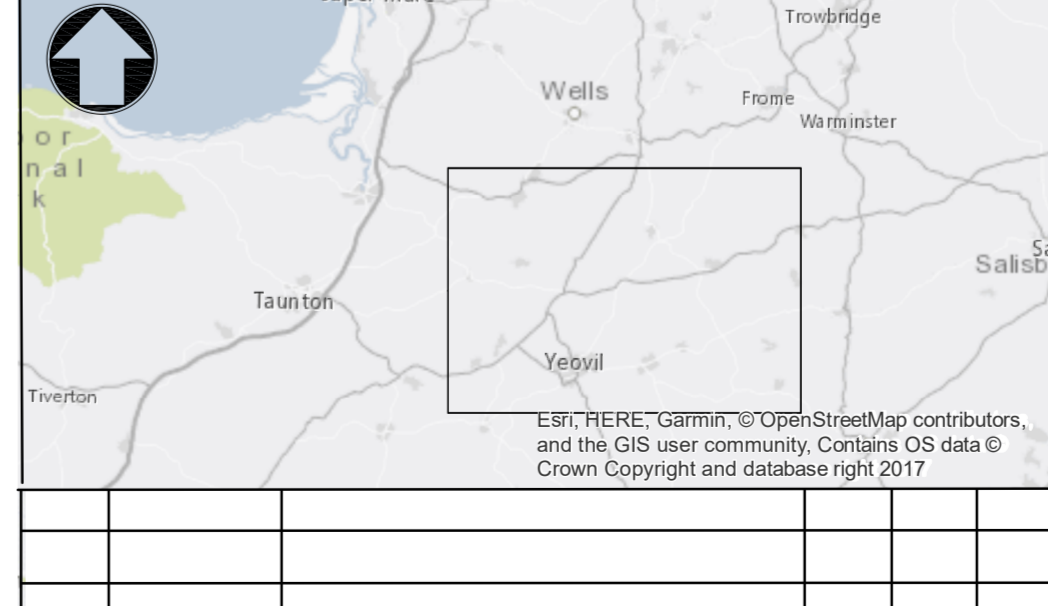 Trowbridge
Wells
Frome
Warminster
o r
n a l
k
Salisb
Taunton
Yeovil
Tiverton
Esri, HERE, Garmin, © OpenStreetMap contributors,
and the GIS user community, Contains OS data ©
Crown Copyright and database right 2017